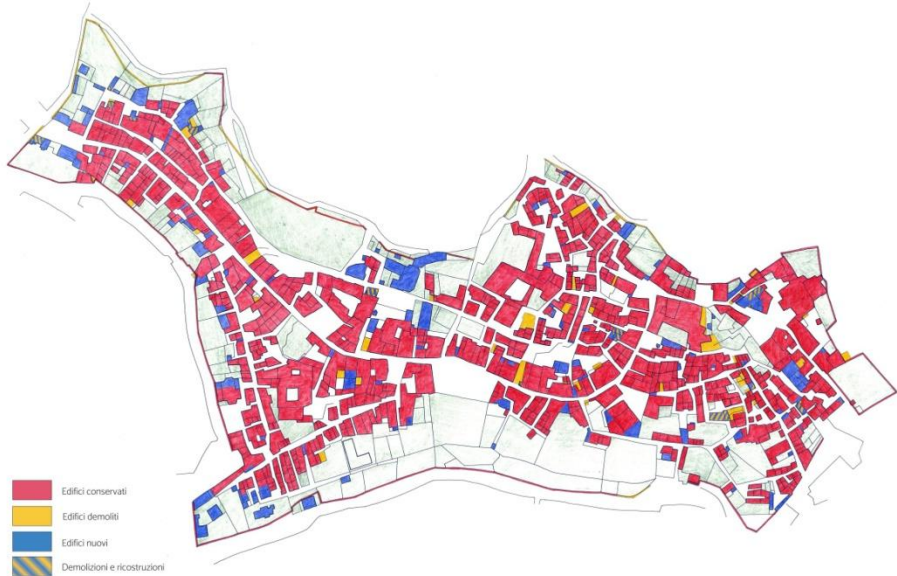 Edifici conservati
Edifici demoliti
Edifici nuovi
Demolizioni e ricostruzioni